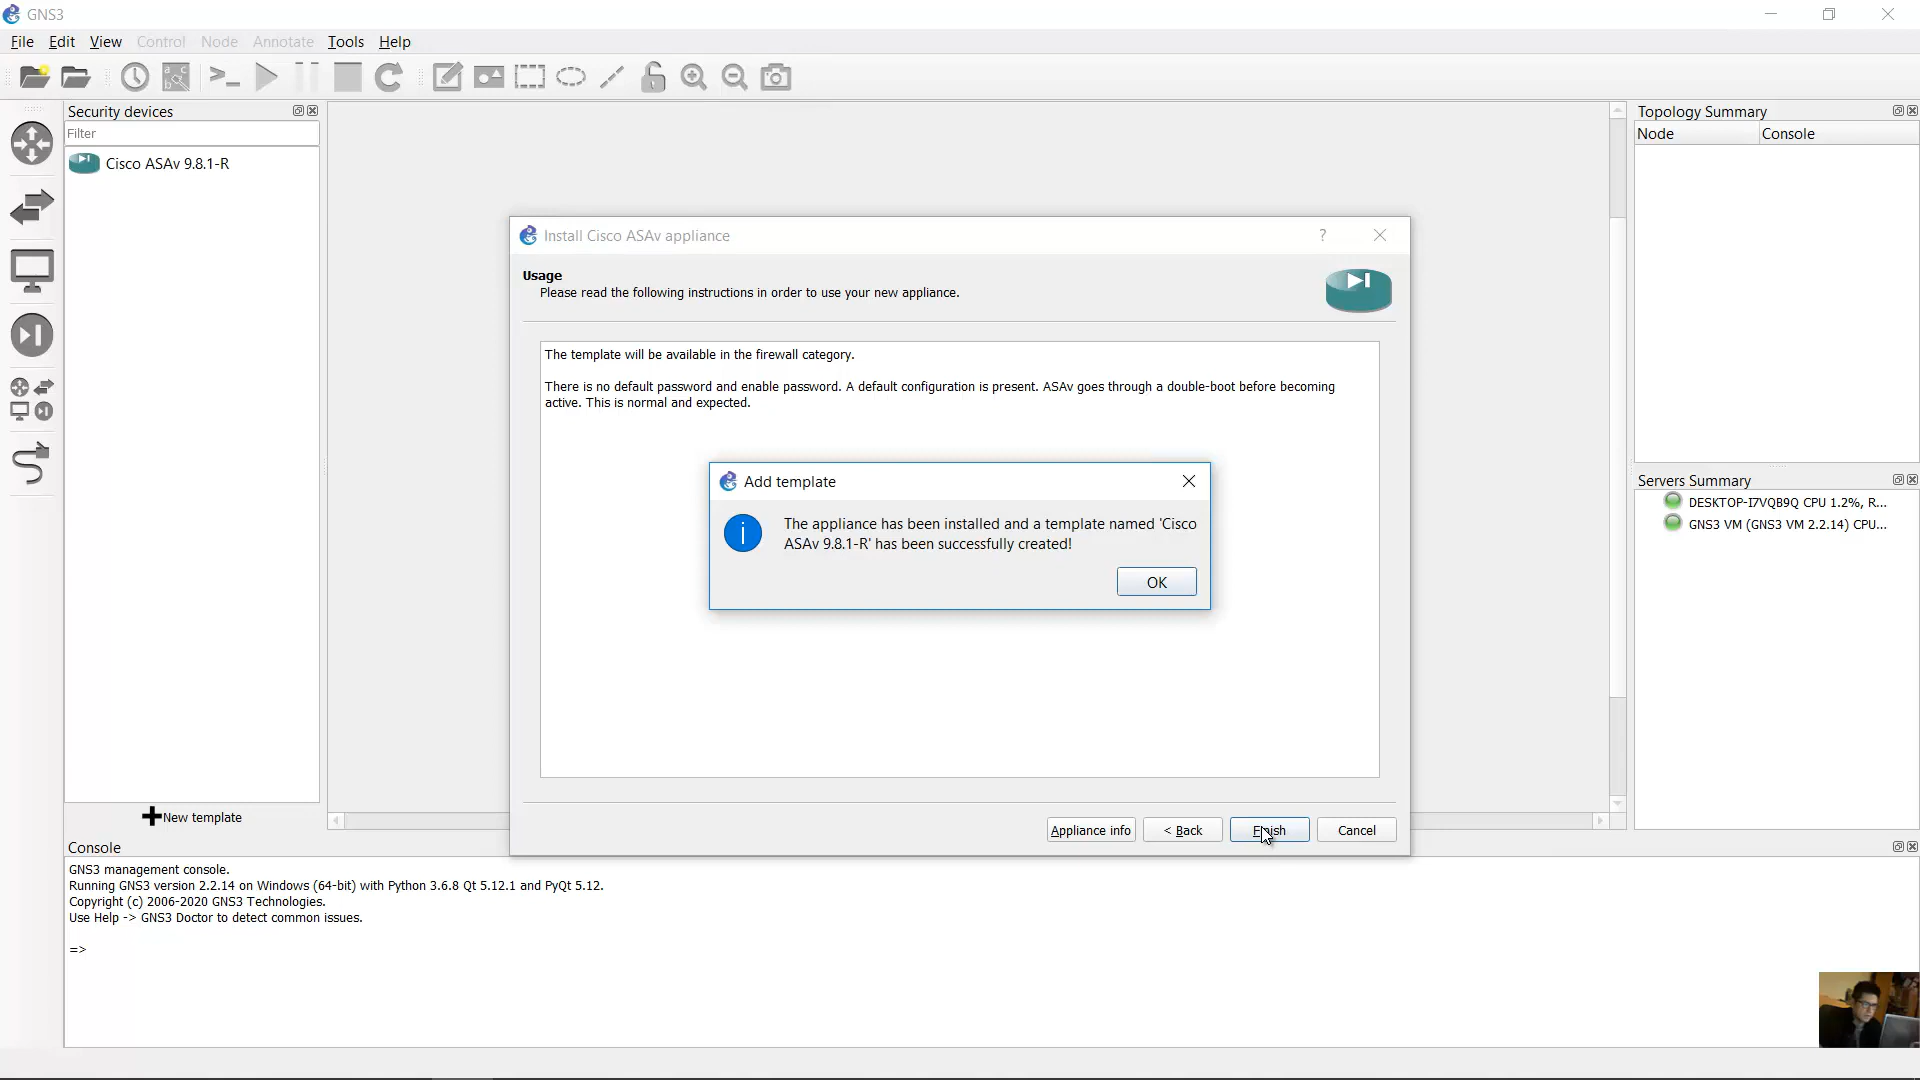 GNS3
File Edit View Control Node Annotate Tools Help
Security devices
Filter
Cisco ASAv 9.8.1-R
New template
Install Cisco ASAv appliance
?
Usage
Please read the following instructions in order to use your new appliance.
The template will be available in the firewall category.
There is no default password and enable password. A default configuration is present. ASAv goes through a double-boot before becoming
active. This is normal and expected.
Add template
The appliance has been installed and a template named 'Cisco
ASAv 9.8.1-R' has been successfully created!
OK
Appliance info
< Back
Finish
Cancel
Topology Summary
Node Console
Servers Summary
DESKTOP-I7VQB9Q CPU 1.2%, R...
GNS3 VM (GNS3 VM 2.2.14) CPU...
Console
GNS3 management console.
Running GNS3 version 2.2.14 on Windows (64-bit) with Python 3.6.8 Qt 5.12.1 and PyQt 5.12.
Copyright (c) 2006-2020 GNS3 Technologies.
Use Help -> GNS3 Doctor to detect common issues.
=>